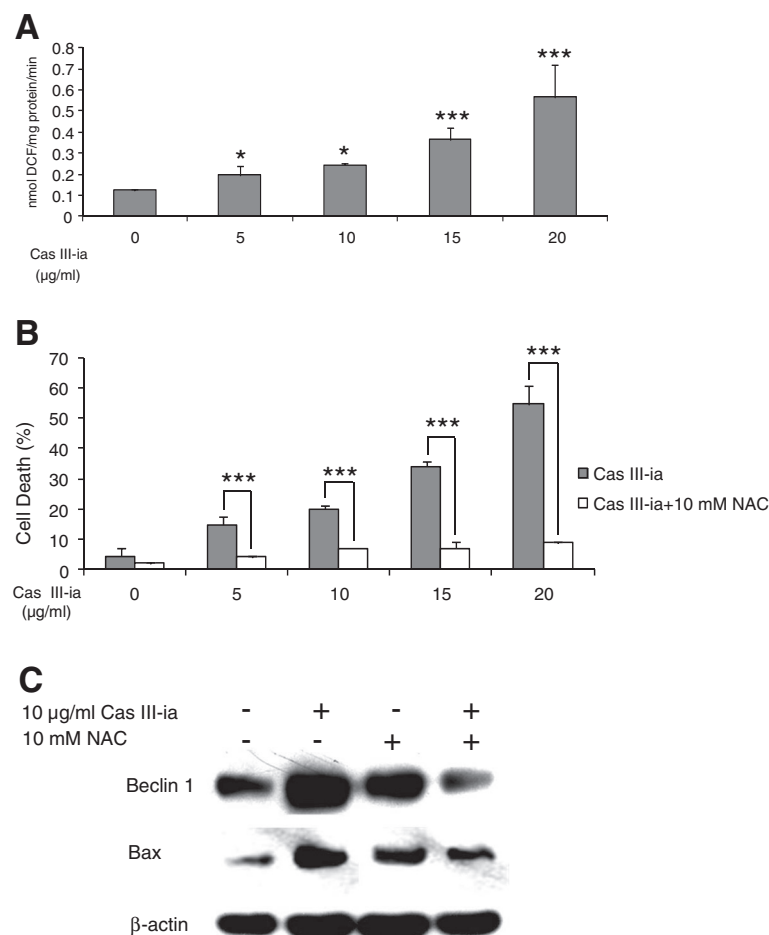 A
nmol DCF/mg protein/min
0.8
0.7
0.6
0.5
0.4
0.3
0.2
0.1
0
*
*
***
***
0 5 10 15 20
Cas III-ia
(µg/ml)
B
Cell Death (%)
70
60
50
40
30
20
10
0
***
***
***
***
Cas III-ia
Cas III-ia+10 mM NAC
Cas III-ia 0 5 10 15 20
(µg/ml)
C
10 µg/ml Cas III-ia - + - +
10 mM NAC - - + +
Beclin 1
Bax
β-actin